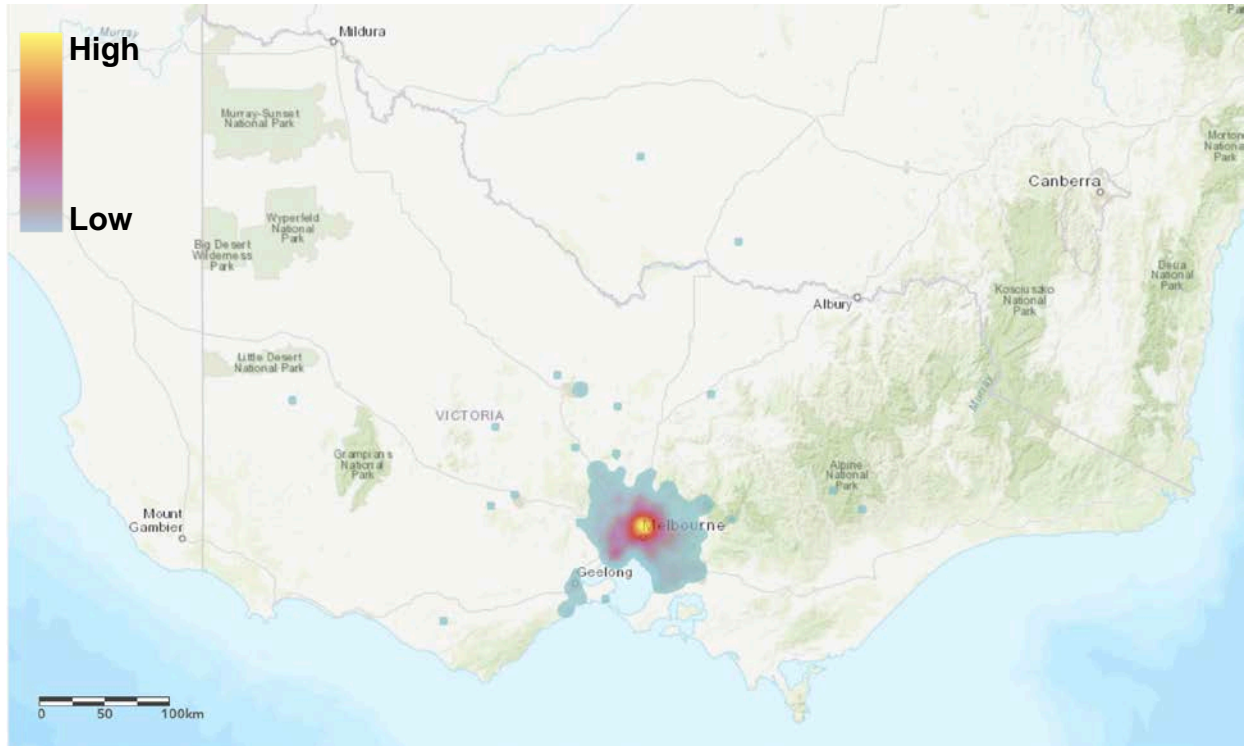 Murray
Mildura
High
Low
Murray-Sunset
National Park
Wyperfeld
National
Park
Big Desert
Wilderness
Park
Little Desert
National Park
VICTORIA
Grampians
National
Park
Mount
Gambier
Geelong
Melbourne
Alpine
National
Park
Albury
Murray
Canberra
Kosciuszko
National
Park
Deua
National
Park
National
Park
0 50 100km